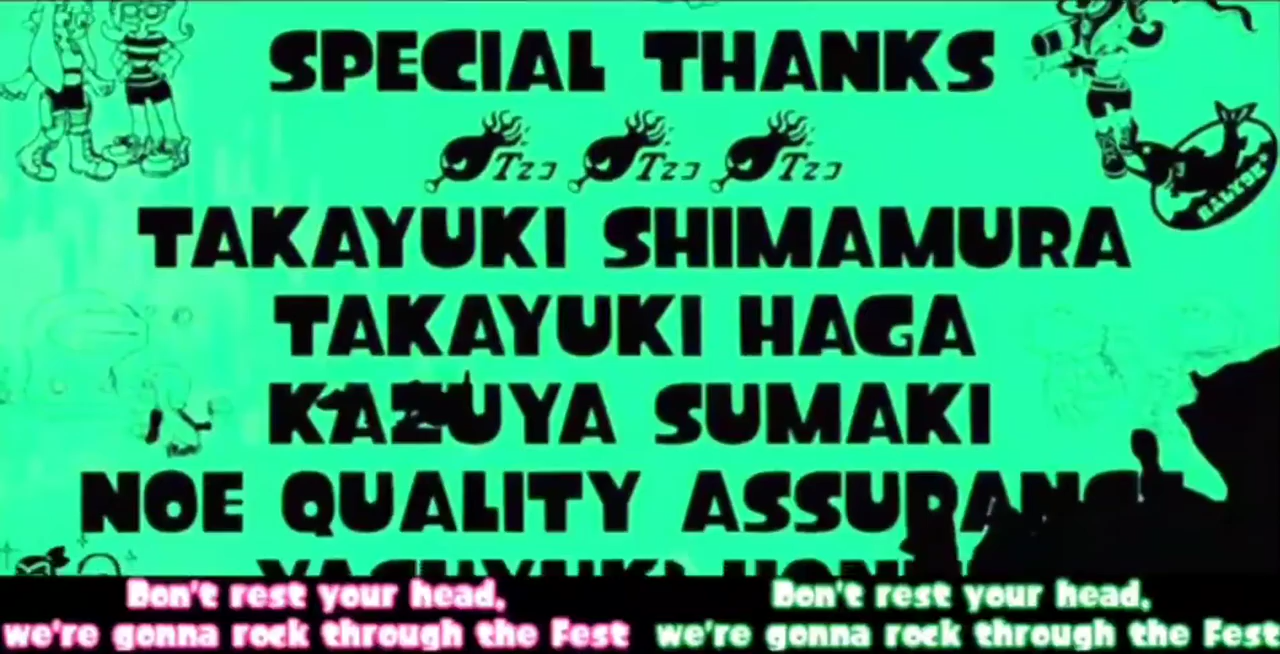 SPECIAL THANKS
TAKAYUKI SHIMAMURA
TAKAYUKI HAGA
KAZUYA SUMAKI
NOE QUALITY ASSURANCE
Don't rest your head, Don't rest your head,
we're gonna rock through the Fest we're gonna rock through the Fest